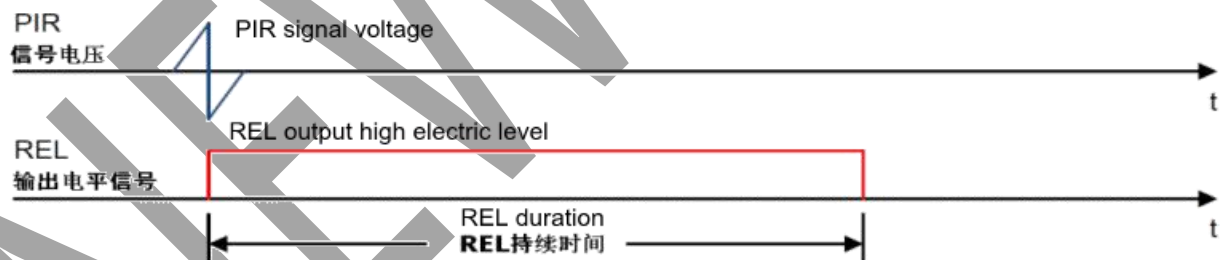 PIR
PIR signal voltage
信号电压
t
REL output high electric level
REL
输出电平信号
t
REL duration
REL持续时间